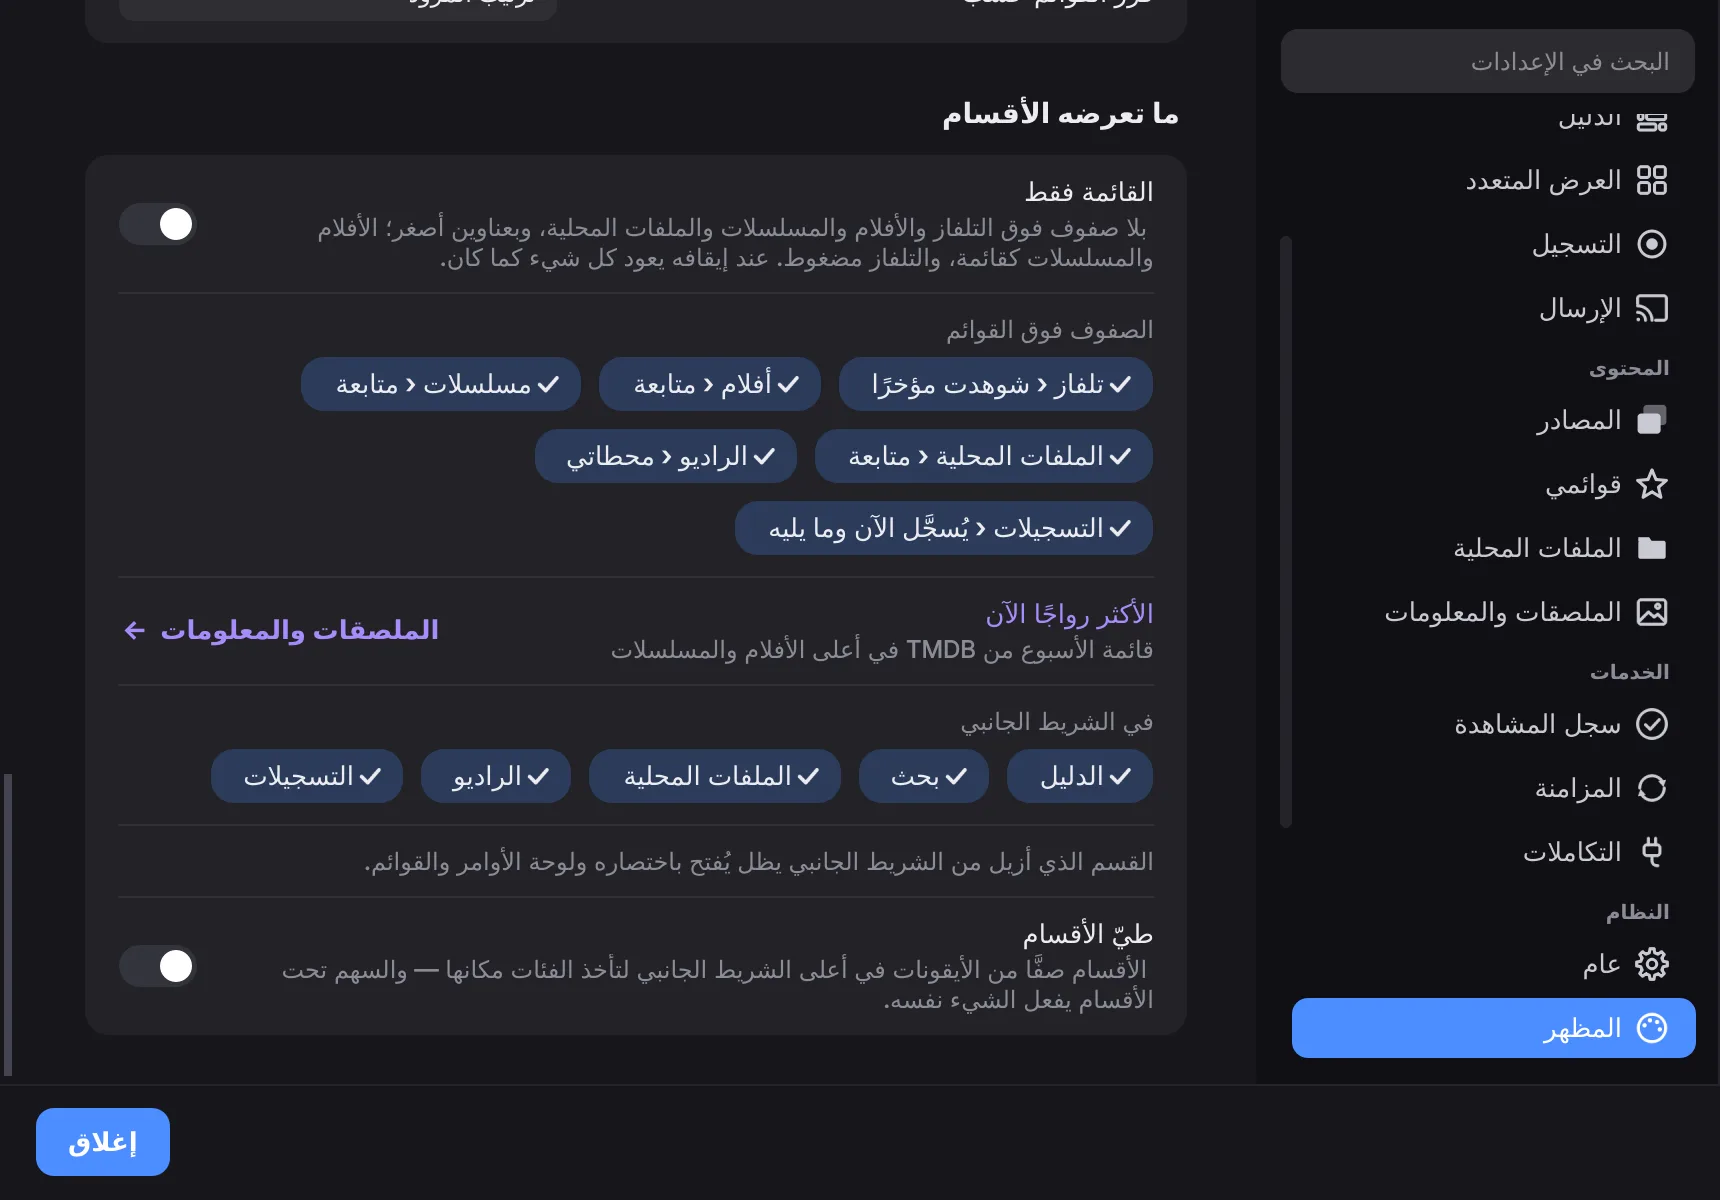 البحث في الإعدادات
الدليل
العرض المتعدد
التسجيل
الإرسال
المحتوى
المصادر
قوائمي
الملفات المحلية
الملصقات والمعلومات
الخدمات
سجل المشاهدة
المزامنة
التكاملات
النظام
عام
المظهر
ما تعرضه الأقسام
القائمة فقط
بلا صفوف فوق التلفاز والأفلام والمسلسلات والملفات المحلية، وبعناوين أصغر؛ الأفلام
والمسلسلات كقائمة، والتلفاز مضغوط. عند إيقافه يعود كل شيء كما كان.
الصفوف فوق القوائم
تلفاز › شوهدت مؤخرًا
أفلام › متابعة
مسلسلات › متابعة
الملفات المحلية › متابعة
الراديو › محطاتي
التسجيلات › يُسجَّل الآن وما يليه
الأكثر رواجًا الآن
قائمة الأسبوع من TMDB في أعلى الأفلام والمسلسلات
الملصقات والمعلومات ←
في الشريط الجانبي
الدليل
بحث
الملفات المحلية
الراديو
التسجيلات
القسم الذي أزيل من الشريط الجانبي يظل يُفتح باختصاره ولوحة الأوامر والقوائم.
طيّ الأقسام
الأقسام صفًّا من الأيقونات في أعلى الشريط الجانبي لتأخذ الفئات مكانها — والسهم تحت
الأقسام يفعل الشيء نفسه.
إغلاق